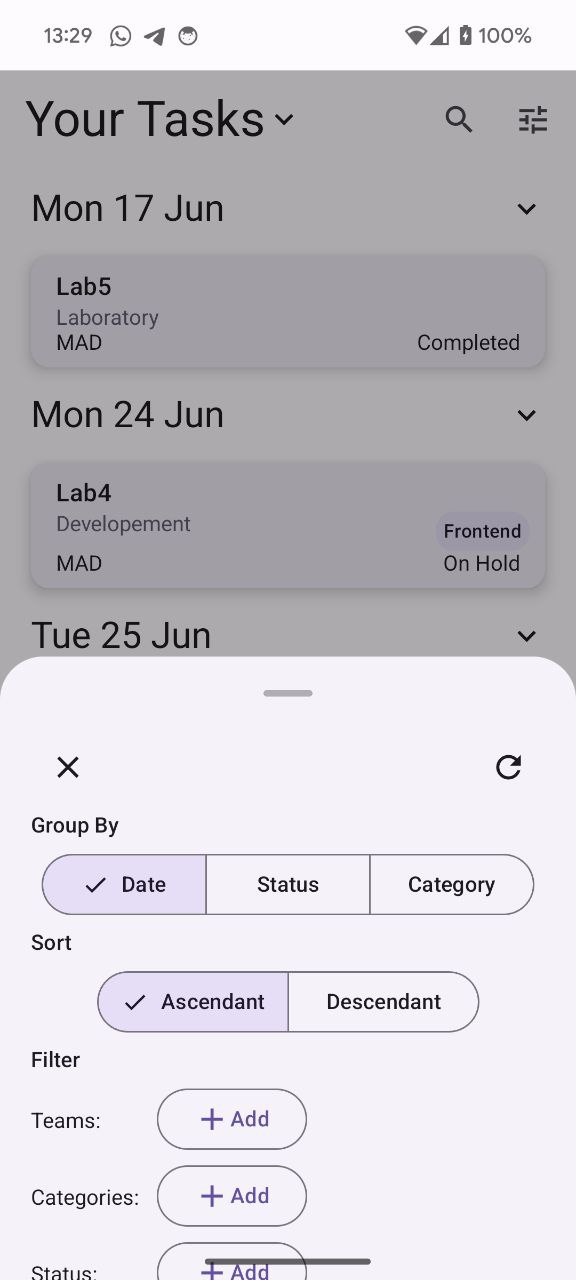 13:29 100%
Your Tasks
Mon 17 Jun
Lab5
Laboratory
MAD Completed
Mon 24 Jun
Lab4
Developement
Frontend
MAD On Hold
Tue 25 Jun
Group By
Date Status Category
Sort
Ascendant Descendant
Filter
Teams: Add
Categories: Add
Status: Add